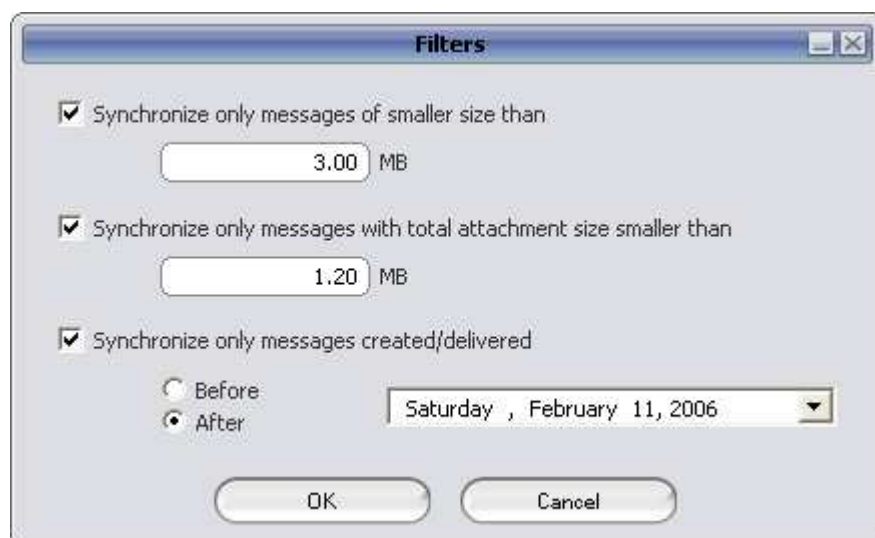 Filters
Synchronize only messages of smaller size than
3.00 MB
Synchronize only messages with total attachment size smaller than
1.20 MB
Synchronize only messages created/delivered
Before
After
Saturday , February 11, 2006
OK Cancel